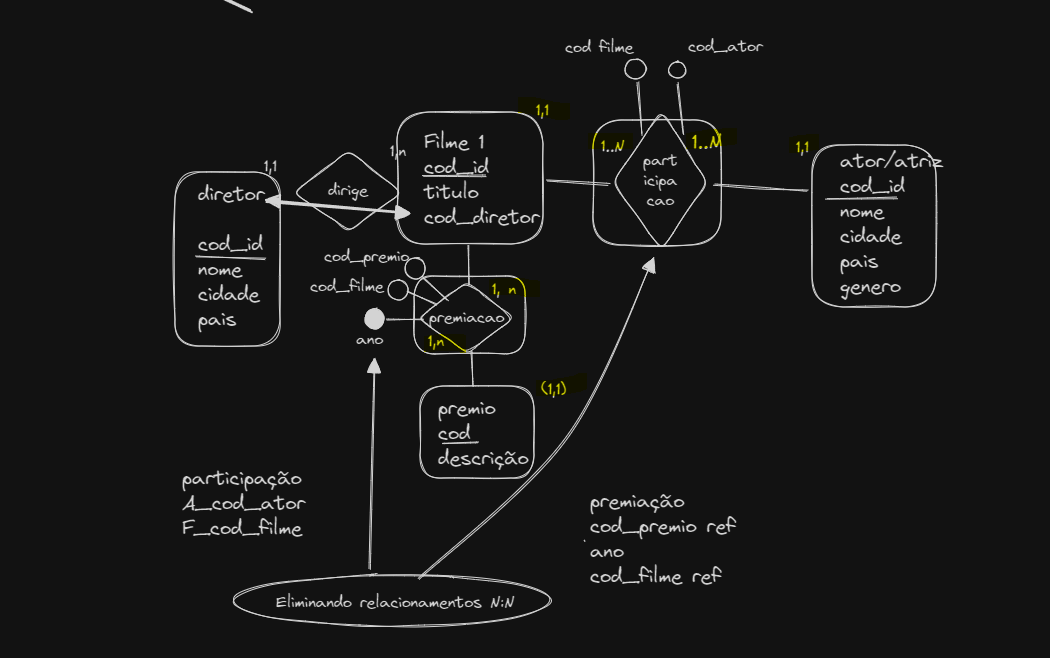 cod filme
cod_ator
1,1
Filme 1
cod_id
titulo
cod_diretor
1,n
1..N
1..N
part
icipa
cao
1,1
ator/atriz
cod_id
nome
cidade
pais
genero
1,1
diretor
cod_id
nome
cidade
pais
dirige
cod_premio
cod_filme
ano
1, n
premiacao
1,n
(1,1)
premio
cod
descrição
participação
A_cod_ator
F_cod_filme
premiação
cod_premio ref
ano
cod_filme ref
Eliminando relacionamentos N:N